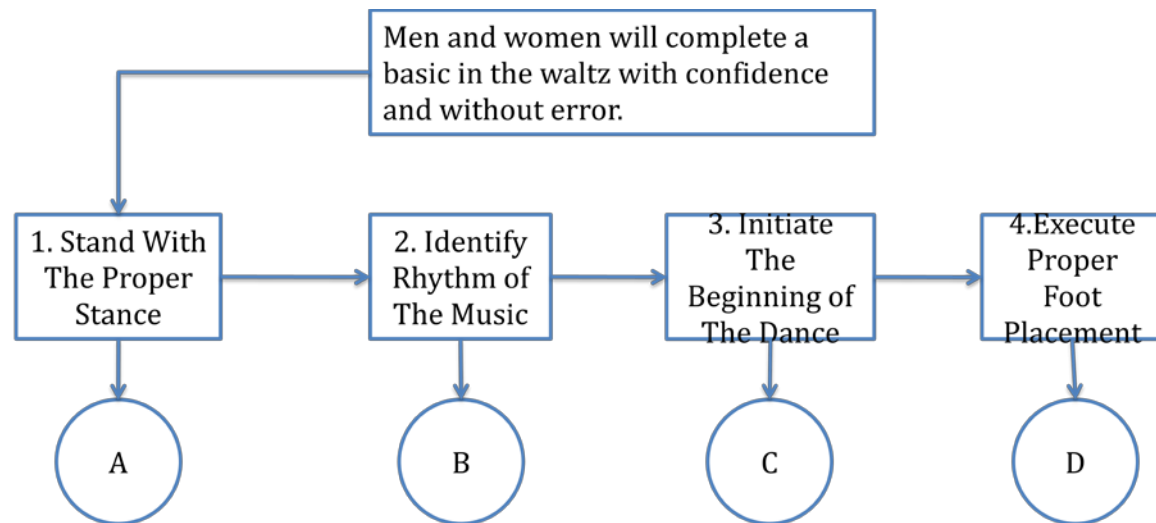 Men and women will complete a
basic in the waltz with confidence
and without error.
1. Stand With
The Proper
Stance
2. Identify
Rhythm of
The Music
3. Initiate
The
Beginning of
The Dance
4.Execute
Proper
Foot
Placement
A
B
C
D